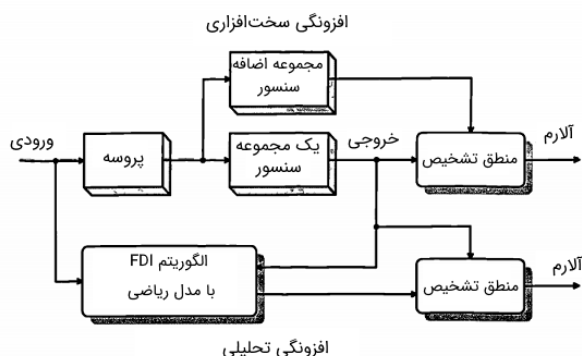 افزونگی سخت‌افزاری
مجموعه اضافه
سنسور
ورودی
پروسه
یک مجموعه
سنسور
خروجی
منطق تشخیص
آلارم
الگوریتم FDI
با مدل ریاضی
منطق تشخیص
آلارم
افزونگی تحلیلی